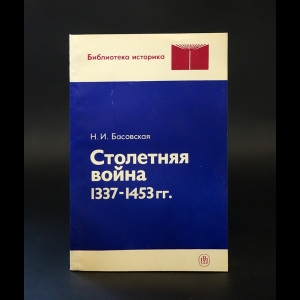 Библиотека историка
Н. И. Басовская
Столетняя
война
1337-1453 гг.